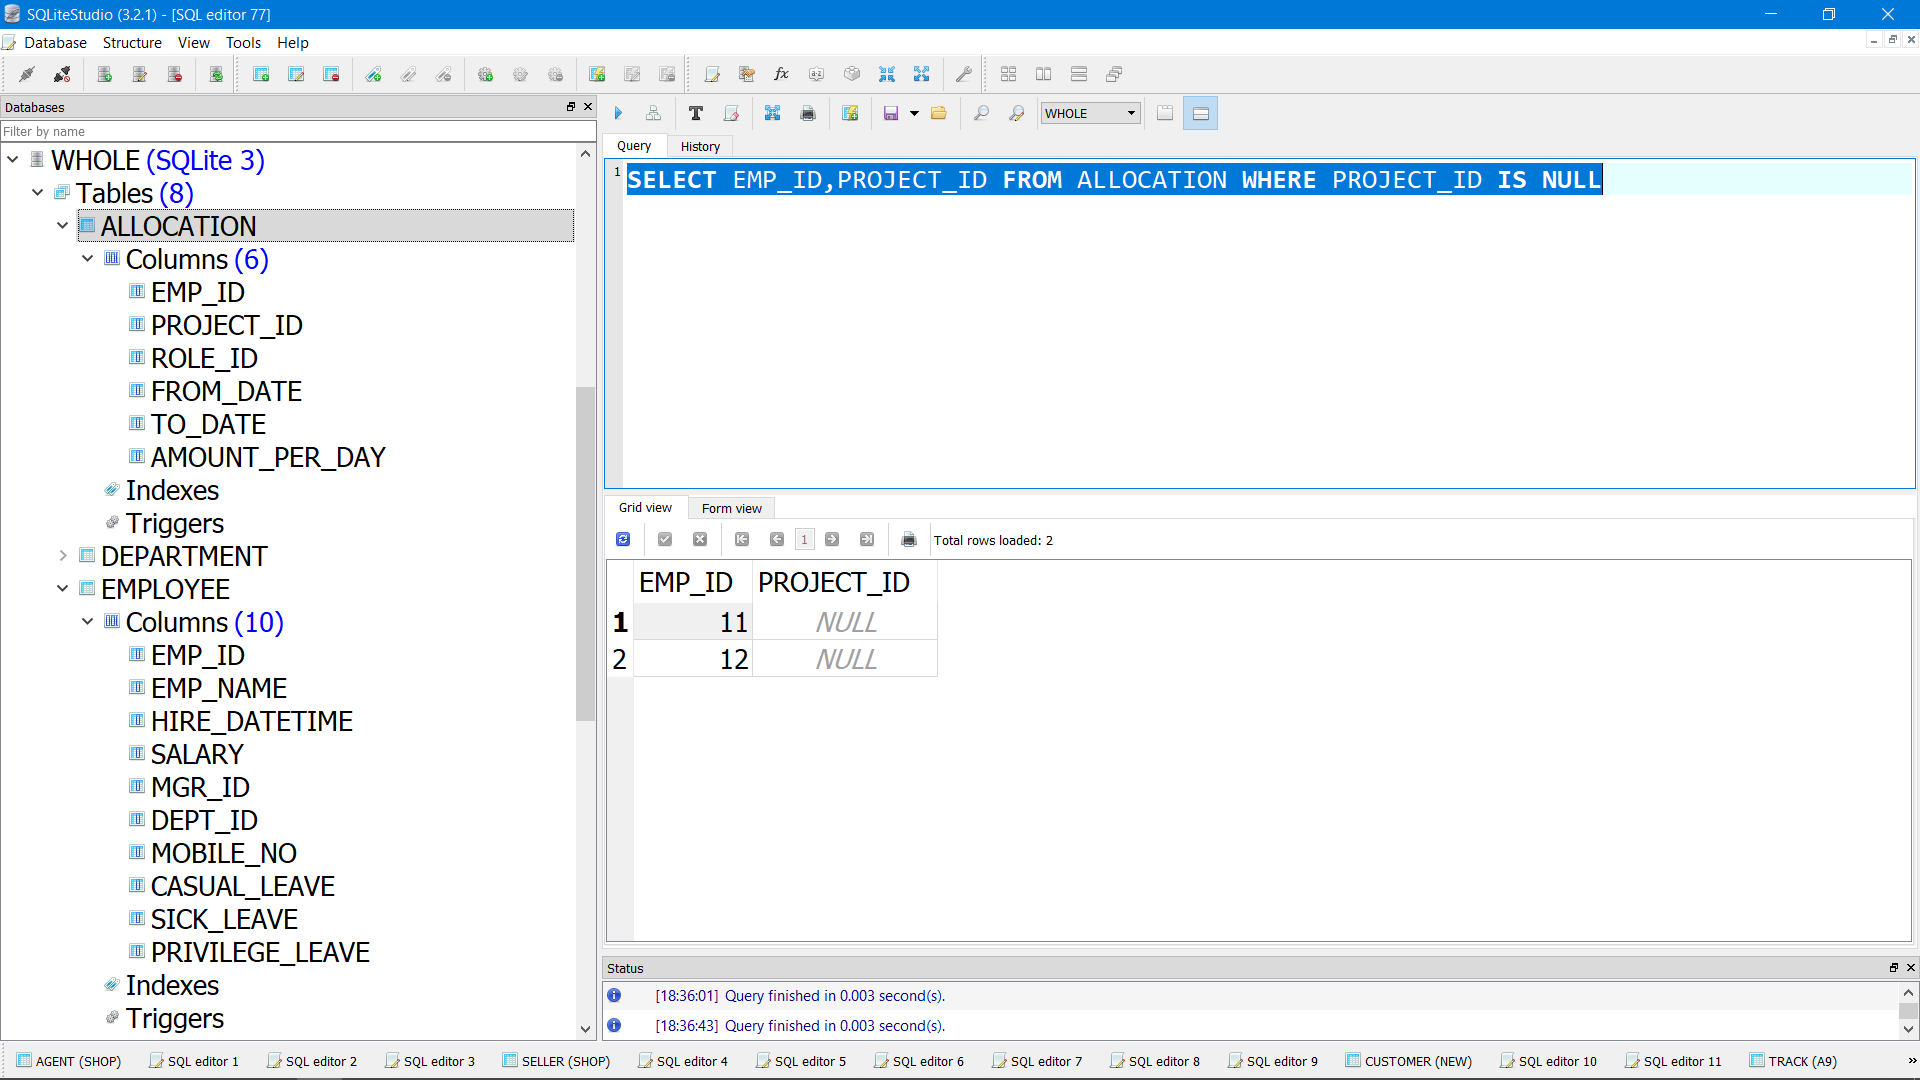 SQLiteStudio (3.2.1) - [SQL editor 77]
Database Structure View Tools Help
Databases
Filter by name
WHOLE (SQLite 3)
Tables (8)
ALLOCATION
Columns (6)
EMP_ID
PROJECT_ID
ROLE_ID
FROM_DATE
TO_DATE
AMOUNT_PER_DAY
Indexes
Triggers
DEPARTMENT
EMPLOYEE
Columns (10)
EMP_ID
EMP_NAME
HIRE_DATETIME
SALARY
MGR_ID
DEPT_ID
MOBILE_NO
CASUAL_LEAVE
SICK_LEAVE
PRIVILEGE_LEAVE
Indexes
Triggers
WHOLE
Query History
1 SELECT EMP_ID,PROJECT_ID FROM ALLOCATION WHERE PROJECT_ID IS NULL
Grid view Form view
1 Total rows loaded: 2
EMP_ID PROJECT_ID
1 11 NULL
2 12 NULL
Status
[18:36:01] Query finished in 0.003 second(s).
[18:36:43] Query finished in 0.003 second(s).
AGENT (SHOP) SQL editor 1 SQL editor 2 SQL editor 3 SELLER (SHOP) SQL editor 4 SQL editor 5 SQL editor 6 SQL editor 7 SQL editor 8 SQL editor 9 CUSTOMER (NEW) SQL editor 10 SQL editor 11 TRACK (A9) »